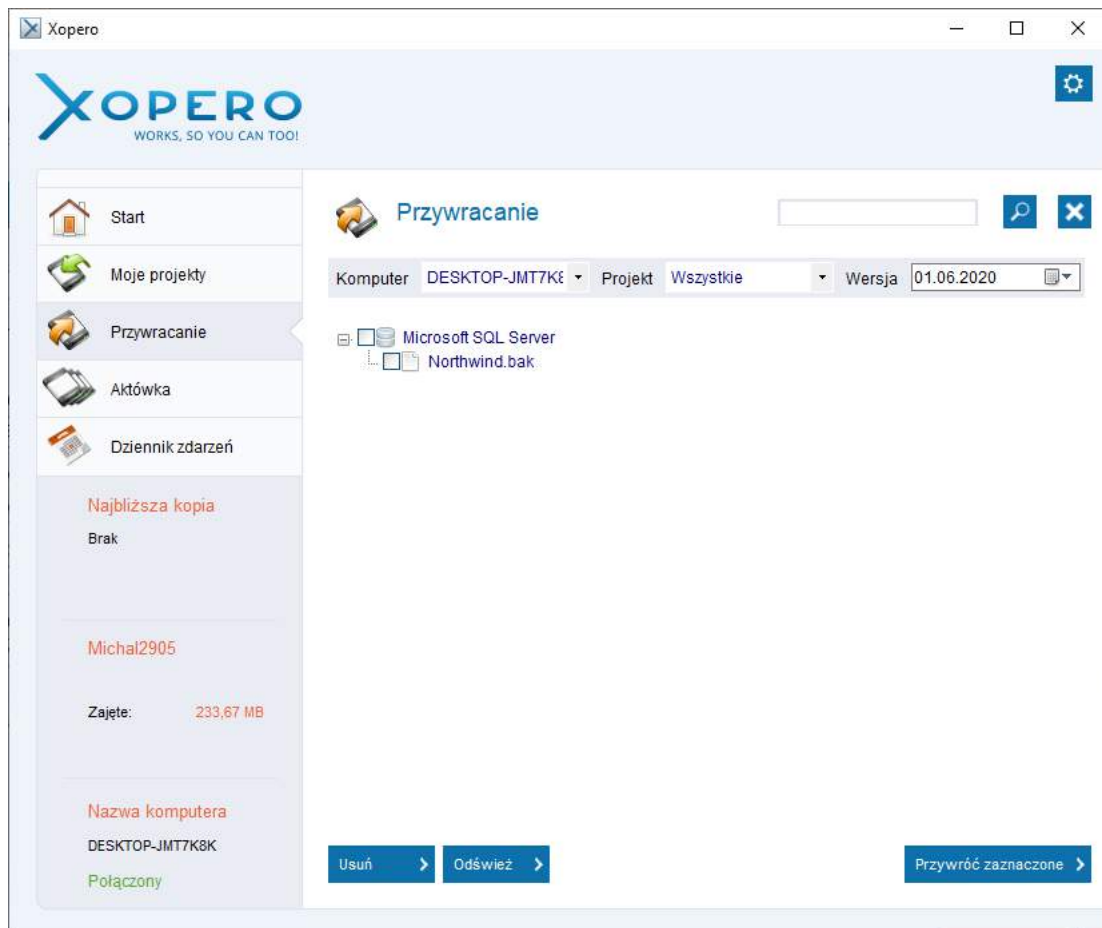 Xopero
XOPERO
WORKS, SO YOU CAN TOO!
Start
Moje projekty
Przywracanie
Aktówka
Dziennik zdarzeń
Najbliższa kopia
Brak
Michal2905
Zajęte: 233,67 MB
Nazwa komputera
DESKTOP-JMT7K8K
Połączony
Przywracanie
Komputer DESKTOP-JMT7K8 Projekt Wszystkie Wersja 01.06.2020
Microsoft SQL Server
Northwind.bak
Usuń Odśwież Przywróć zaznaczone